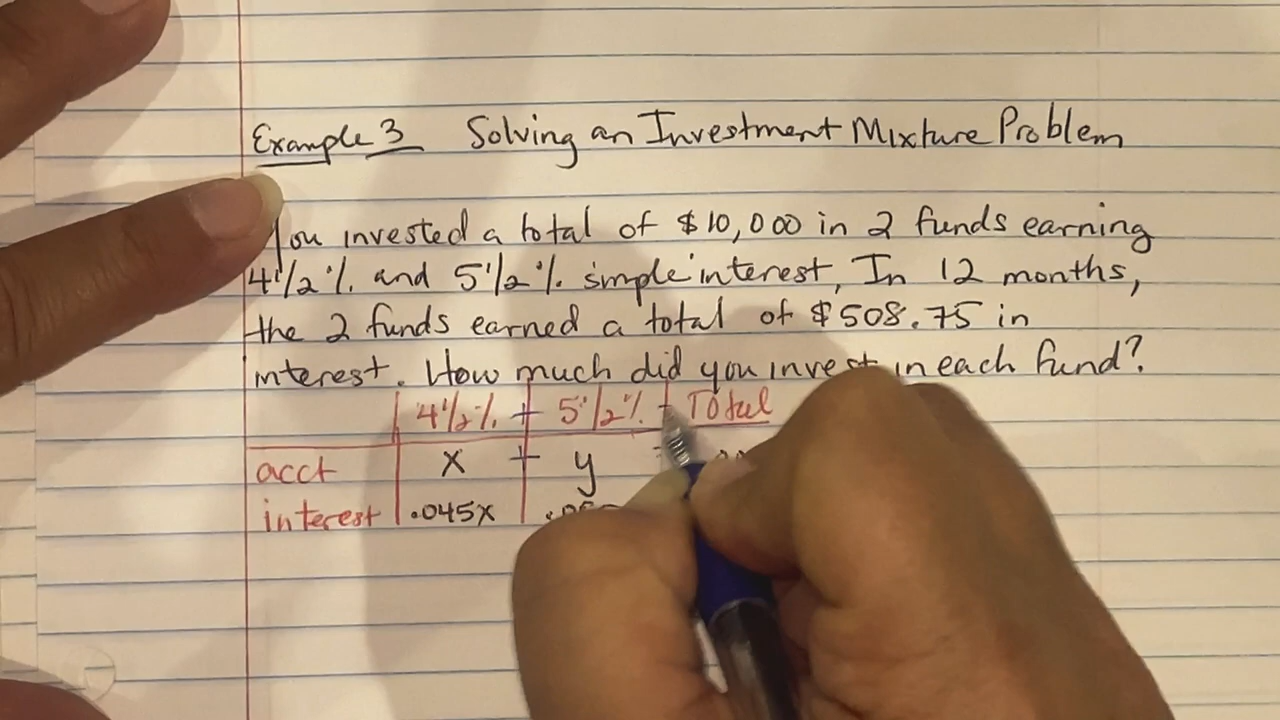 Example 3 Solving an Investment Mixture Problem
You invested a total of $10,000 in 2 funds earning
4 1/2 % and 5 1/2 % simple interest, In 12 months,
the 2 funds earned a total of $508.75 in
interest. How much did you invest in each fund?
4 1/2 % + 5 1/2 % Total
acct x + y
interest .045x